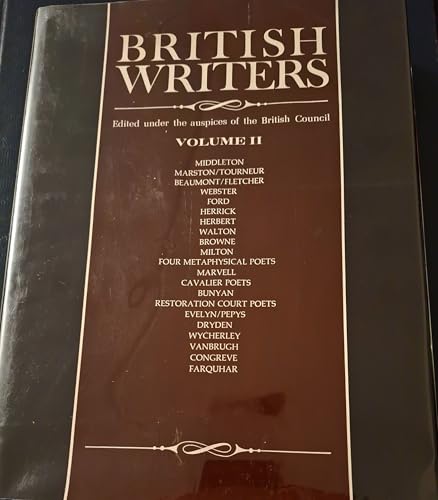 BRITISH
WRITERS
Edited under the auspices of the British Council
VOLUME II
MIDDLETON
MARSTON/TOURNEUR
BEAUMONT/FLETCHER
WEBSTER
FORD
HERRICK
HERBERT
WALTON
BROWNE
MILTON
FOUR METAPHYSICAL POETS
MARVELL
CAVALIER POETS
BUNYAN
RESTORATION COURT POETS
EVELYN/PEPYS
DRYDEN
WYCHERLEY
VANBRUGH
CONGREVE
FARQUHAR